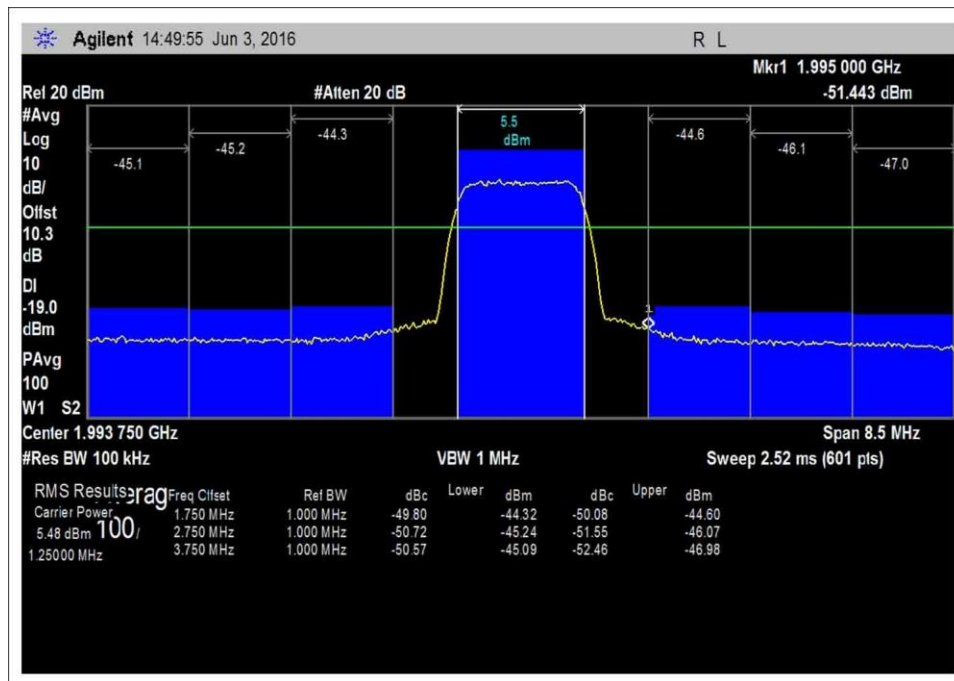 Agilent 14:49:55 Jun 3, 2016 R L
Mkr1 1.995 000 GHz
Ref 20 dBm #Atten 20 dB -51.443 dBm
#Avg
Log
10
dB/
Offst
10.3
dB
DI
-19.0
dBm
PAvg
100
W1 S2
-45.1 -45.2 -44.3 5.5 dBm -44.6 -46.1 -47.0
1
Center 1.993 750 GHz Span 8.5 MHz
#Res BW 100 kHz VBW 1 MHz Sweep 2.52 ms (601 pts)
RMS Results Freq Offset Ref BW dBc Lower dBm dBc Upper dBm
Carrier Power 1.750 MHz 1.000 MHz -49.80 -44.32 -50.08 -44.60
5.48 dBm / 2.750 MHz 1.000 MHz -50.72 -45.24 -51.55 -46.07
1.25000 MHz 3.750 MHz 1.000 MHz -50.57 -45.09 -52.46 -46.98
100